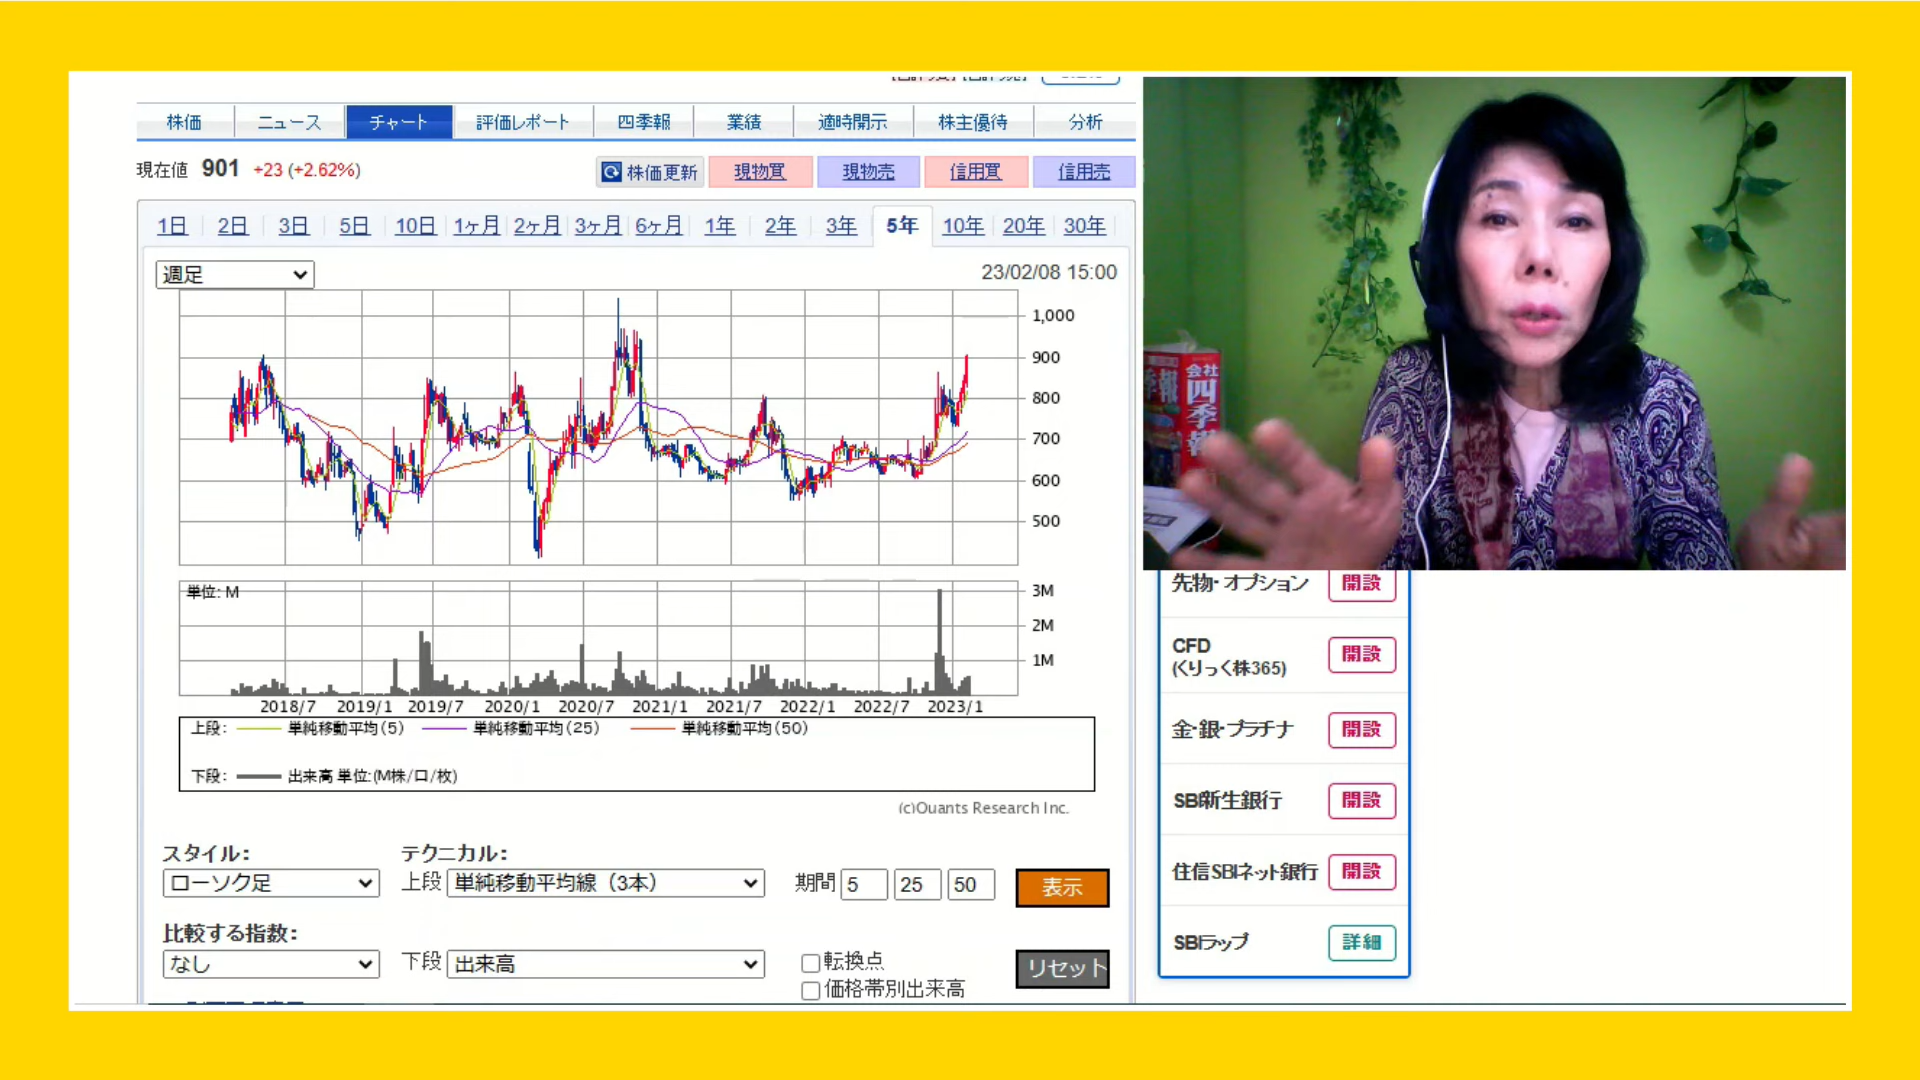 株価 ニュース チャート 評価レポート 四季報 業績 適時開示 株主優待 分析
現在値 901 +23 (+2.62%) 株価更新 現物買 現物売 信用買 信用売
1日 2日 3日 5日 10日 1ヶ月 2ヶ月 3ヶ月 6ヶ月 1年 2年 3年 5年 10年 20年 30年
週足 23/02/08 15:00
1,000
900
800
700
600
500
単位: M
3M
2M
1M
2018/7 2019/1 2019/7 2020/1 2020/7 2021/1 2021/7 2022/1 2022/7 2023/1
上段: 単純移動平均(5) 単純移動平均(25) 単純移動平均(50)
下段: 出来高 単位:(M株/口/枚)
(c)Quants Research Inc.
スタイル: テクニカル:
ローソク足 上段 単純移動平均線（3本） 期間 5 25 50 表示
比較する指数:
なし 下段 出来高 転換点 リセット
価格帯別出来高
会社
四季報
季報
先物・オプション 開設
CFD
(くりっく株365) 開設
金・銀・プラチナ 開設
SBI新生銀行 開設
住信SBIネット銀行 開設
SBIラップ 詳細